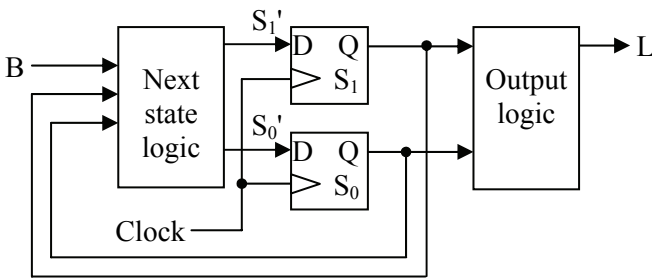 S₁'
D Q
S₁
B
Next
state
logic
Output
logic
L
S₀'
D Q
S₀
Clock